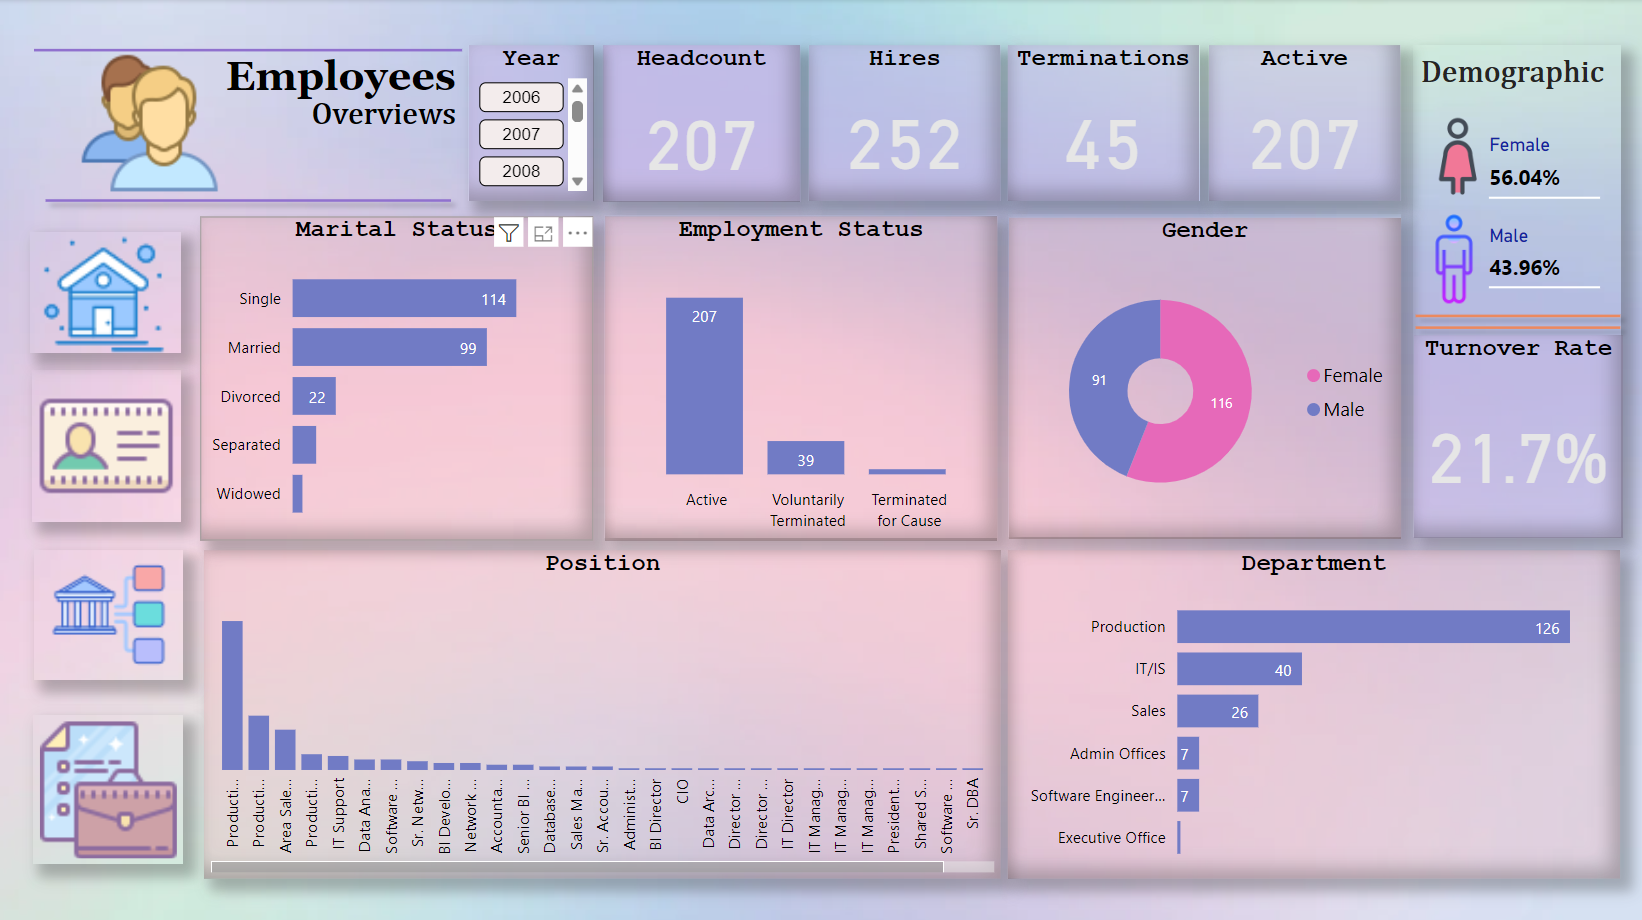 Employees
Overviews
Year
2006
2007
2008
Headcount
207
Hires
252
Terminations
45
Active
207
Demographic
Female
56.04%
Male
43.96%
Marital Status
Single
114
Married
99
Divorced
22
Separated
Widowed
Employment Status
207
39
Active
Voluntarily
Terminated
Terminated
for Cause
Gender
91
116
Female
Male
Turnover Rate
21.7%
Position
Producti...
Producti...
Area Sale...
Producti...
IT Support
Data Ana...
Software ...
Sr. Netw...
BI Develo...
Network ...
Accounta...
Senior BI ...
Database...
Sales Ma...
Sr. Accou...
Administ...
BI Director
CIO
Data Arc...
Director ...
Director ...
IT Director
IT Manag...
IT Manag...
IT Manag...
President...
Shared S...
Software ...
Sr. DBA
Department
Production
126
IT/IS
40
Sales
26
Admin Offices
7
Software Engineer...
7
Executive Office